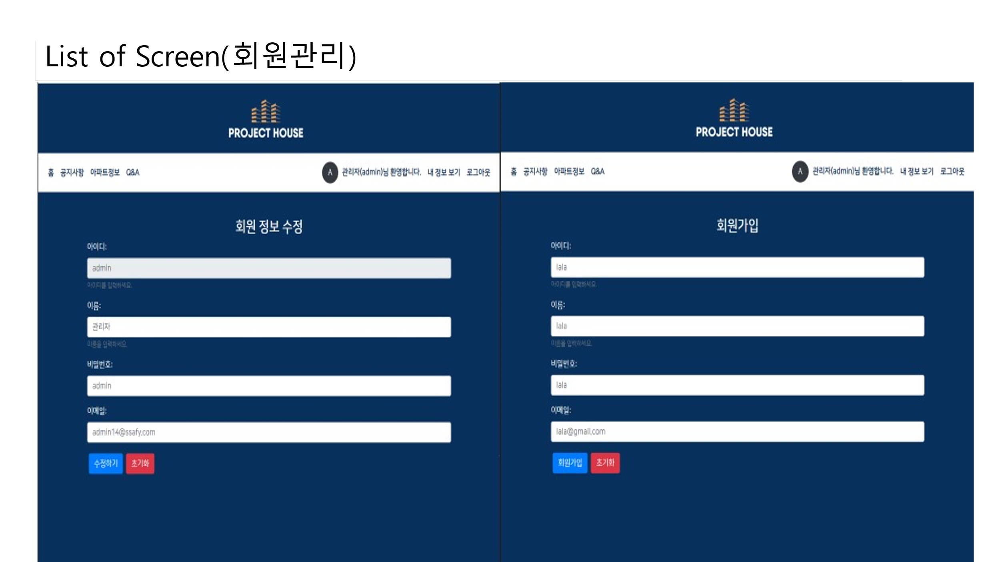 List of Screen(회원관리)
PROJECT HOUSE
홈 공지사항 아파트정보 Q&A
A 관리자(admin)님 환영합니다. 내 정보 보기 로그아웃
회원 정보 수정
아이디:
admin
아이디를 입력하세요.
이름:
관리자
이름을 입력하세요.
비밀번호:
admin
이메일:
admin14@ssafy.com
수정하기 초기화
PROJECT HOUSE
홈 공지사항 아파트정보 Q&A
A 관리자(admin)님 환영합니다. 내 정보 보기 로그아웃
회원가입
아이디:
lala
아이디를 입력하세요.
이름:
lala
이름을 입력하세요.
비밀번호:
lala
이메일:
lala@gmail.com
회원가입 초기화